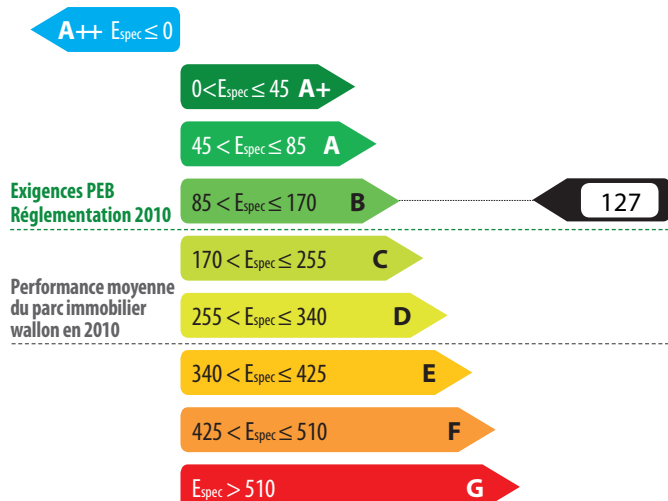 A++ Espec ≤ 0
0<Espec ≤ 45 A+
45 < Espec ≤ 85 A
Exigences PEB
Réglementation 2010
85 < Espec ≤ 170 B
127
170 < Espec ≤ 255 C
Performance moyenne
du parc immobilier
wallon en 2010
255 < Espec ≤ 340 D
340 < Espec ≤ 425 E
425 < Espec ≤ 510 F
Espec > 510 G